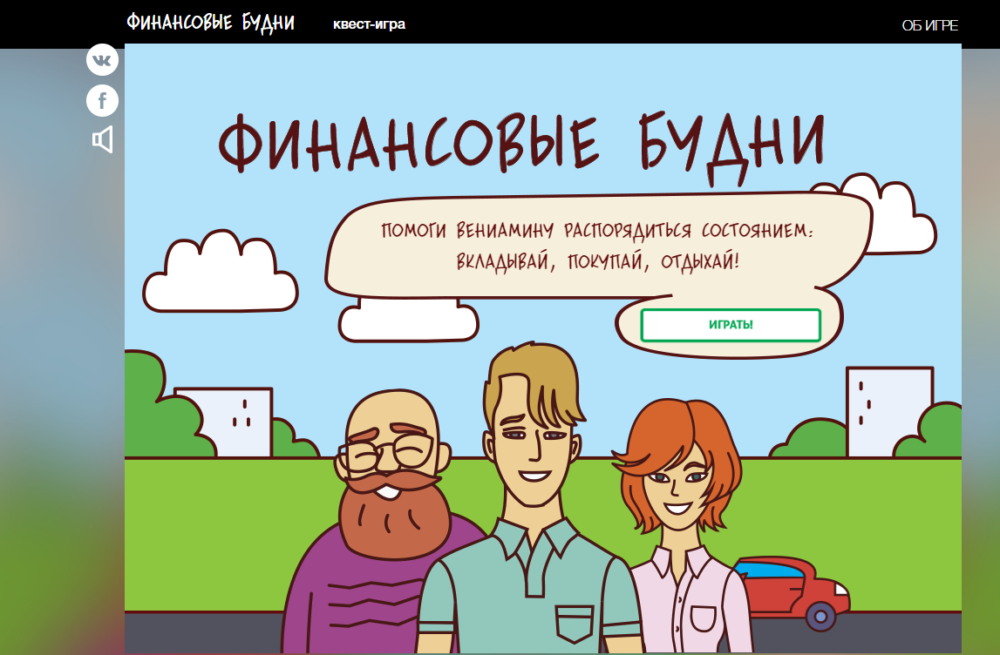 ФИНАНСОВЫЕ БУДНИ
квест-игра
ОБ ИГРЕ
ФИНАНСОВЫЕ БУДНИ
ПОМОГИ ВЕНИАМИНУ РАСПОРЯДИТЬСЯ СОСТОЯНИЕМ:
ВКЛАДЫВАЙ, ПОКУПАЙ, ОТДЫХАЙ!
ИГРАТЬ!